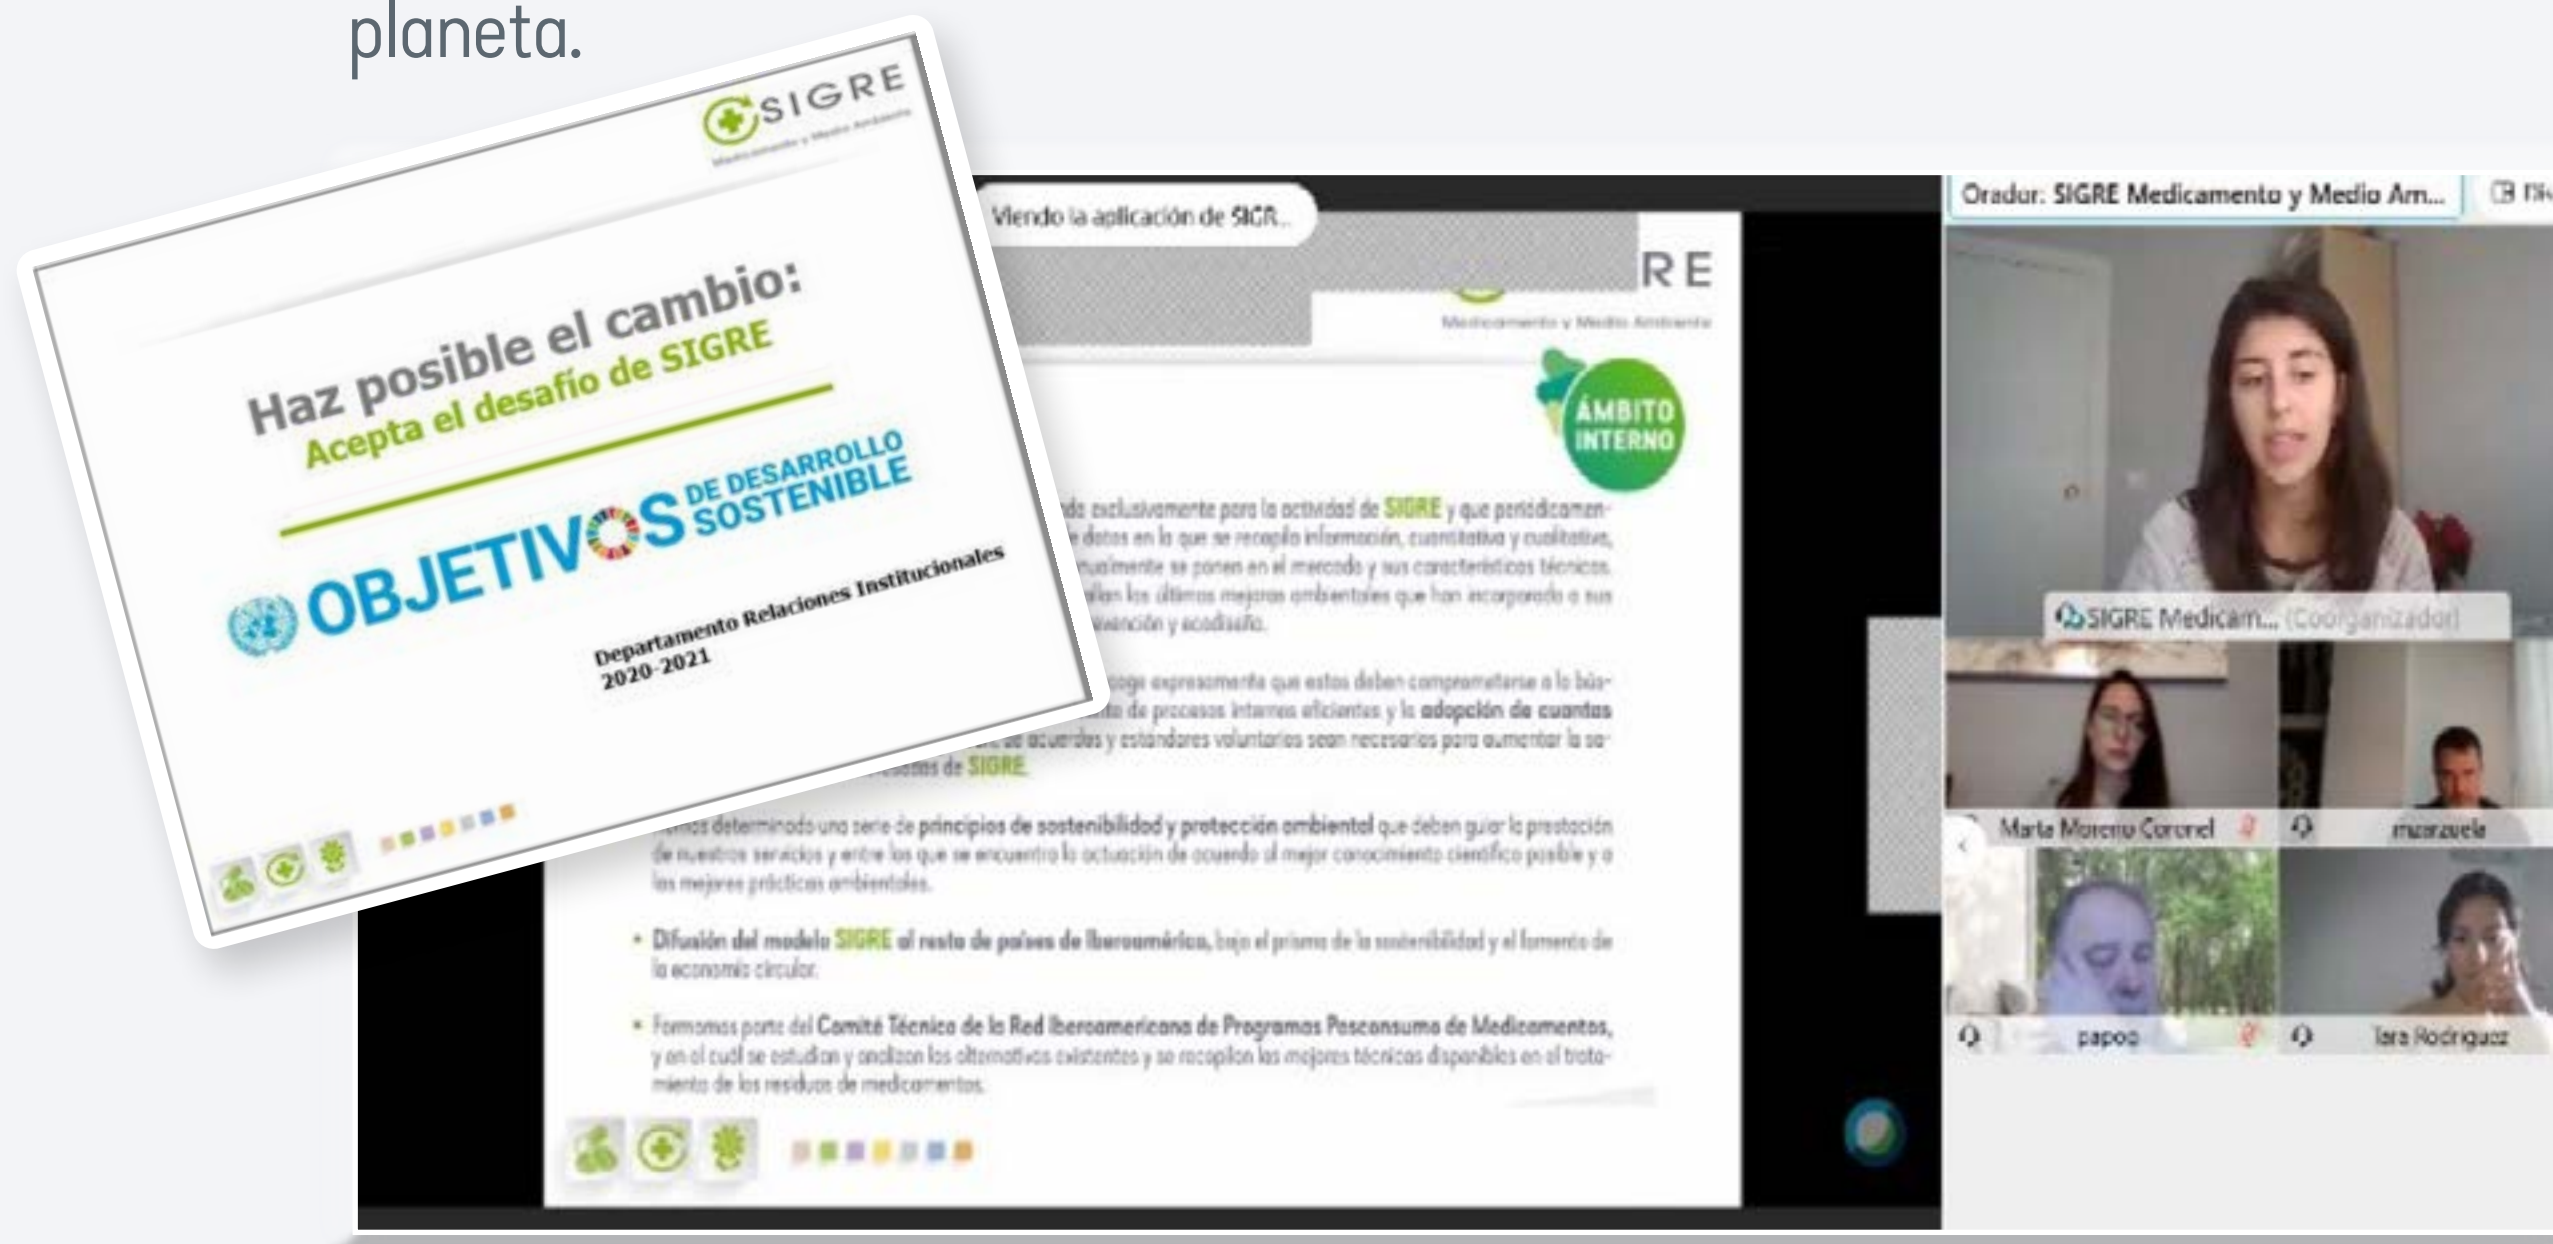 planeta.
SIGRE
Medicamento y Medio Ambiente
Haz posible el cambio:
Acepta el desafío de SIGRE
OBJETIVOS DE DESARROLLO
SOSTENIBLE
Departamento Relaciones Institucionales
2020-2021
Viendo la aplicación de SIGR...
RE
Medicamento y Medio Ambiente
ÁMBITO
INTERNO
exclusivamente para la actividad de SIGRE y que periódicamen-
datos en la que se recopila información, cuantitativa y cualitativa,
se ponen en el mercado y sus características técnicas.
las últimas mejoras ambientales que han incorporado a sus
y ecodiseño.
expresamente que estos deben comprometerse a la bús-
de procesos internos eficientes y la adopción de cuantas
acuerdos y estándares voluntarios sean necesarios para aumentar la sa-
de SIGRE.
determinado una serie de principios de sostenibilidad y protección ambiental que deben guiar la prestación
de nuestros servicios y entre los que se encuentra la actuación de acuerdo al mejor conocimiento científico posible y a
las mejores prácticas ambientales.
• Difusión del modelo SIGRE al resto de países de Iberoamérica, bajo el prisma de la sostenibilidad y el fomento de
la economía circular.
• Formamos parte del Comité Técnico de la Red Iberoamericana de Programas Posconsumo de Medicamentos,
y en el cuál se estudian y analizan las alternativas existentes y se recopilan las mejores técnicas disponibles en el trata-
miento de los residuos de medicamentos.
Orador: SIGRE Medicamento y Medio Am...
SIGRE Medicam... (Coorganizador)
Marta Moreno Coronel
mzarzuela
papoo
Rodriguez